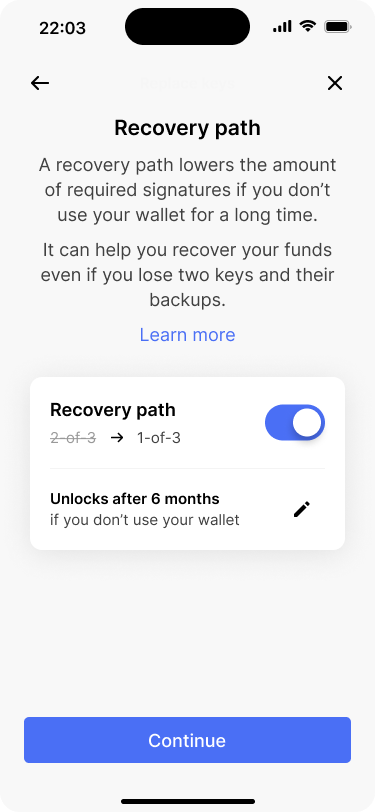 22:03
Recovery path
A recovery path lowers the amount
of required signatures if you don’t
use your wallet for a long time.
It can help you recover your funds
even if you lose two keys and their
backups.
Learn more
Recovery path
2-of-3 → 1-of-3
Unlocks after 6 months
if you don’t use your wallet
Continue